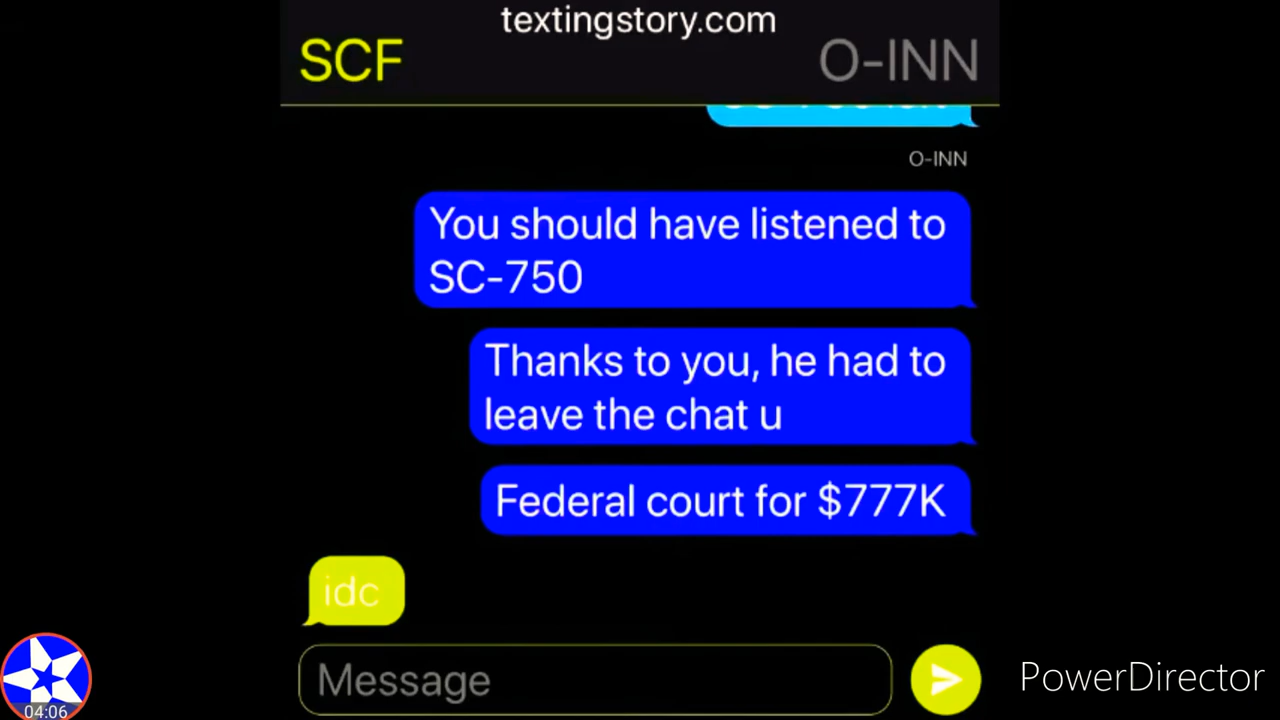 textingstory.com
SCF
O-INN
O-INN
You should have listened to
SC-750
Thanks to you, he had to
leave the chat u
Federal court for $777K
idc
Message
PowerDirector
04:06